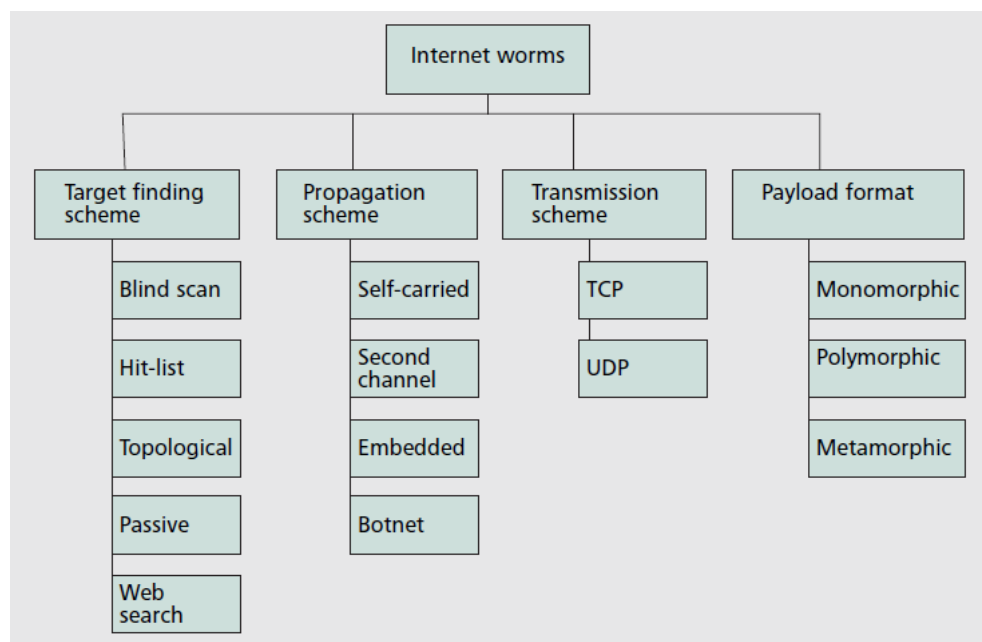 Internet worms
Target finding
scheme
Blind scan
Hit-list
Topological
Passive
Web
search
Propagation
scheme
Self-carried
Second
channel
Embedded
Botnet
Transmission
scheme
TCP
UDP
Payload format
Monomorphic
Polymorphic
Metamorphic